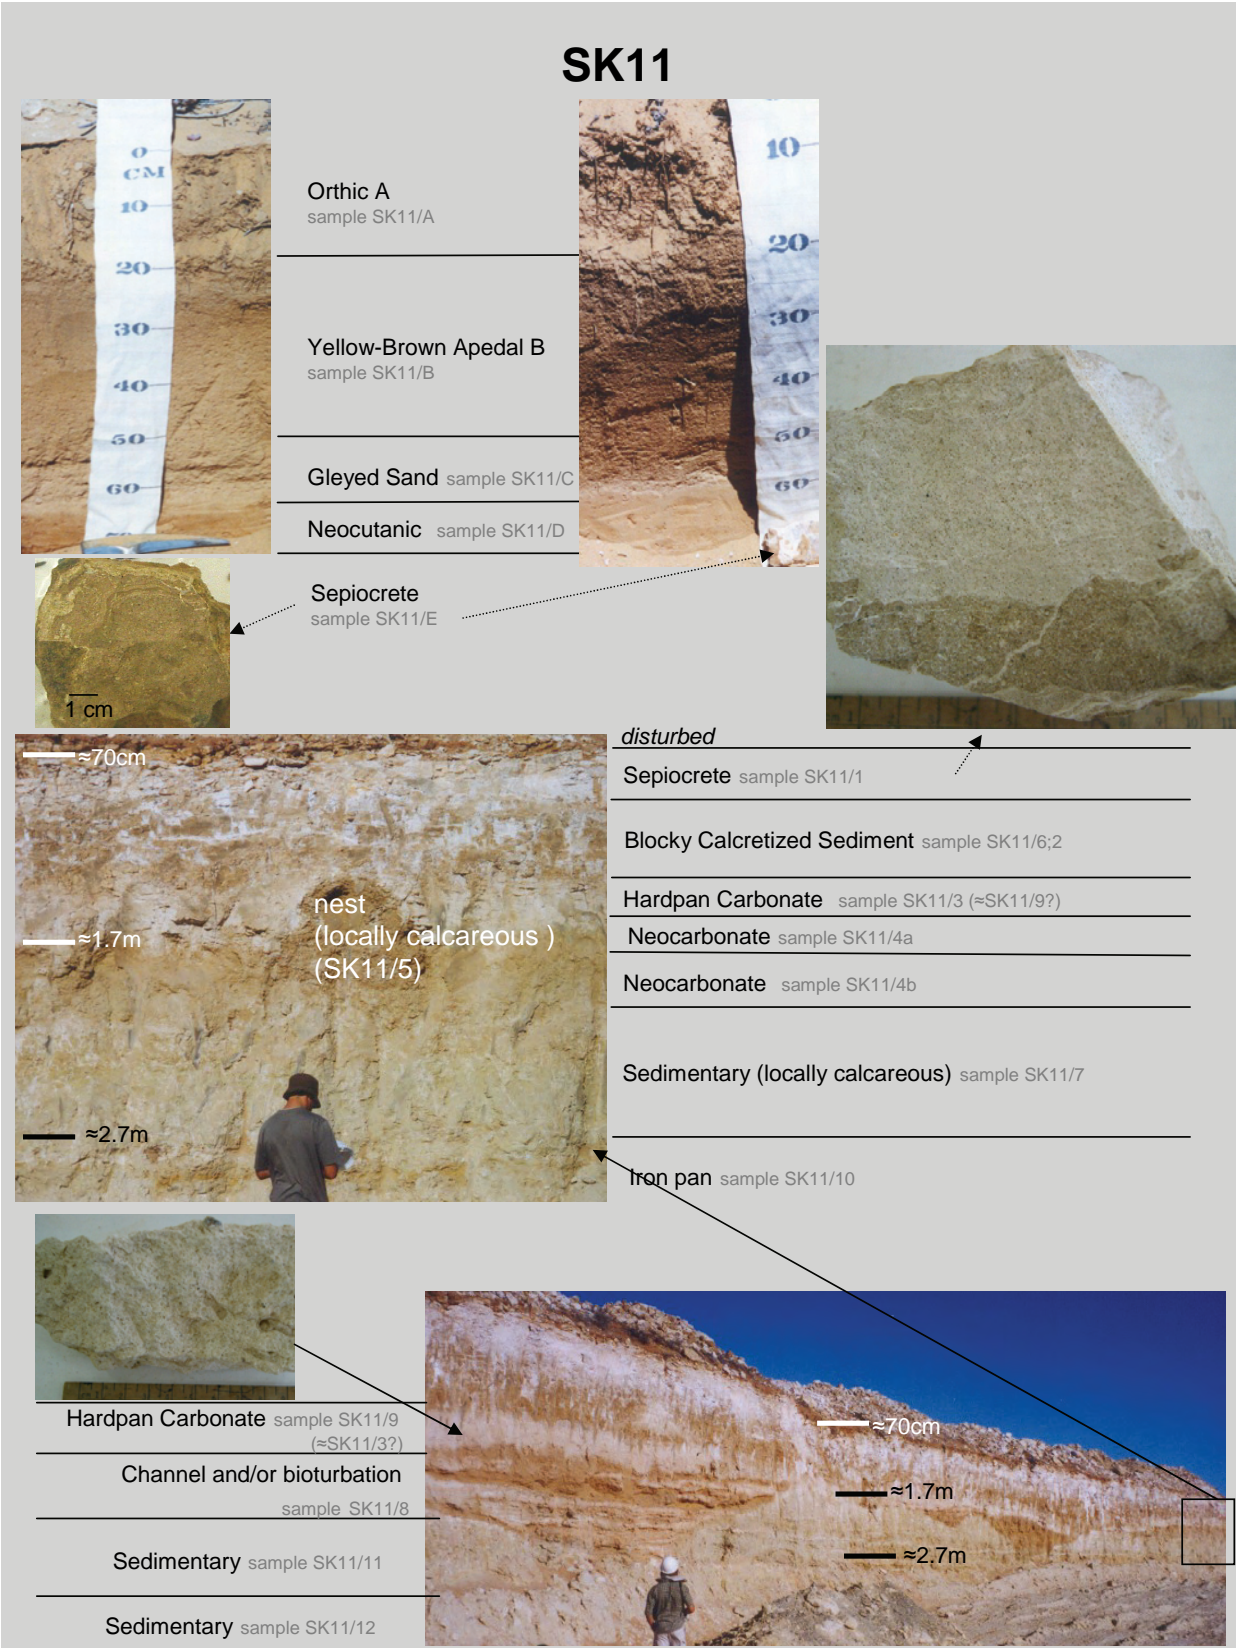 SK11
0
CM
10
20
30
40
50
60
Orthic A
sample SK11/A
Yellow-Brown Apedal B
sample SK11/B
Gleyed Sand sample SK11/C
Neocutanic sample SK11/D
Sepiocrete
sample SK11/E
10
20
30
40
50
60
1 cm
≈70cm
nest
(locally calcareous )
(SK11/5)
≈1.7m
≈2.7m
disturbed
Sepiocrete sample SK11/1
Blocky Calcretized Sediment sample SK11/6;2
Hardpan Carbonate sample SK11/3 (≈SK11/9?)
Neocarbonate sample SK11/4a
Neocarbonate sample SK11/4b
Sedimentary (locally calcareous) sample SK11/7
Iron pan sample SK11/10
Hardpan Carbonate sample SK11/9
(≈SK11/3?)
Channel and/or bioturbation
sample SK11/8
Sedimentary sample SK11/11
Sedimentary sample SK11/12
≈70cm
≈1.7m
≈2.7m